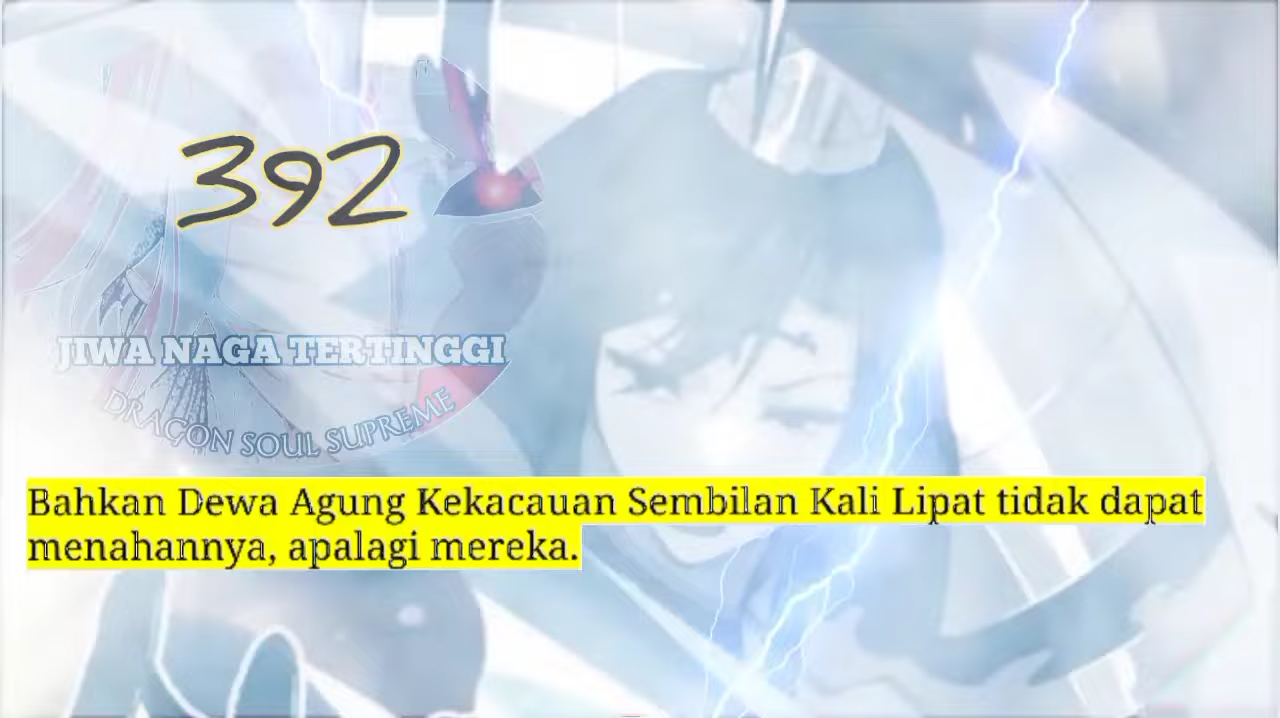 392
JIWA NAGA TERTINGGI
DRAGON SOUL SUPREME
Bahkan Dewa Agung Kekacauan Sembilan Kali Lipat tidak dapat
menahannya, apalagi mereka.